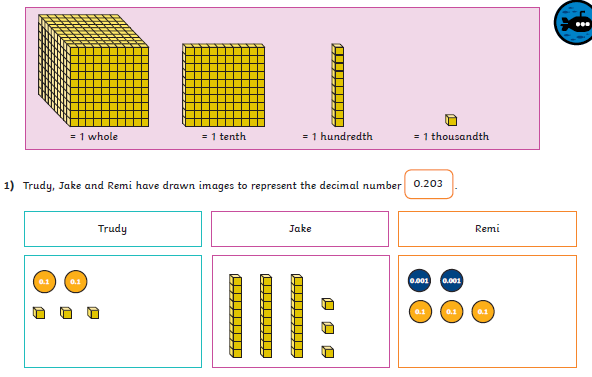 = 1 whole = 1 tenth = 1 hundredth = 1 thousandth
1) Trudy, Jake and Remi have drawn images to represent the decimal number 0.203 .
Trudy Jake Remi
0.1 0.1
0.001 0.001
0.1 0.1 0.1